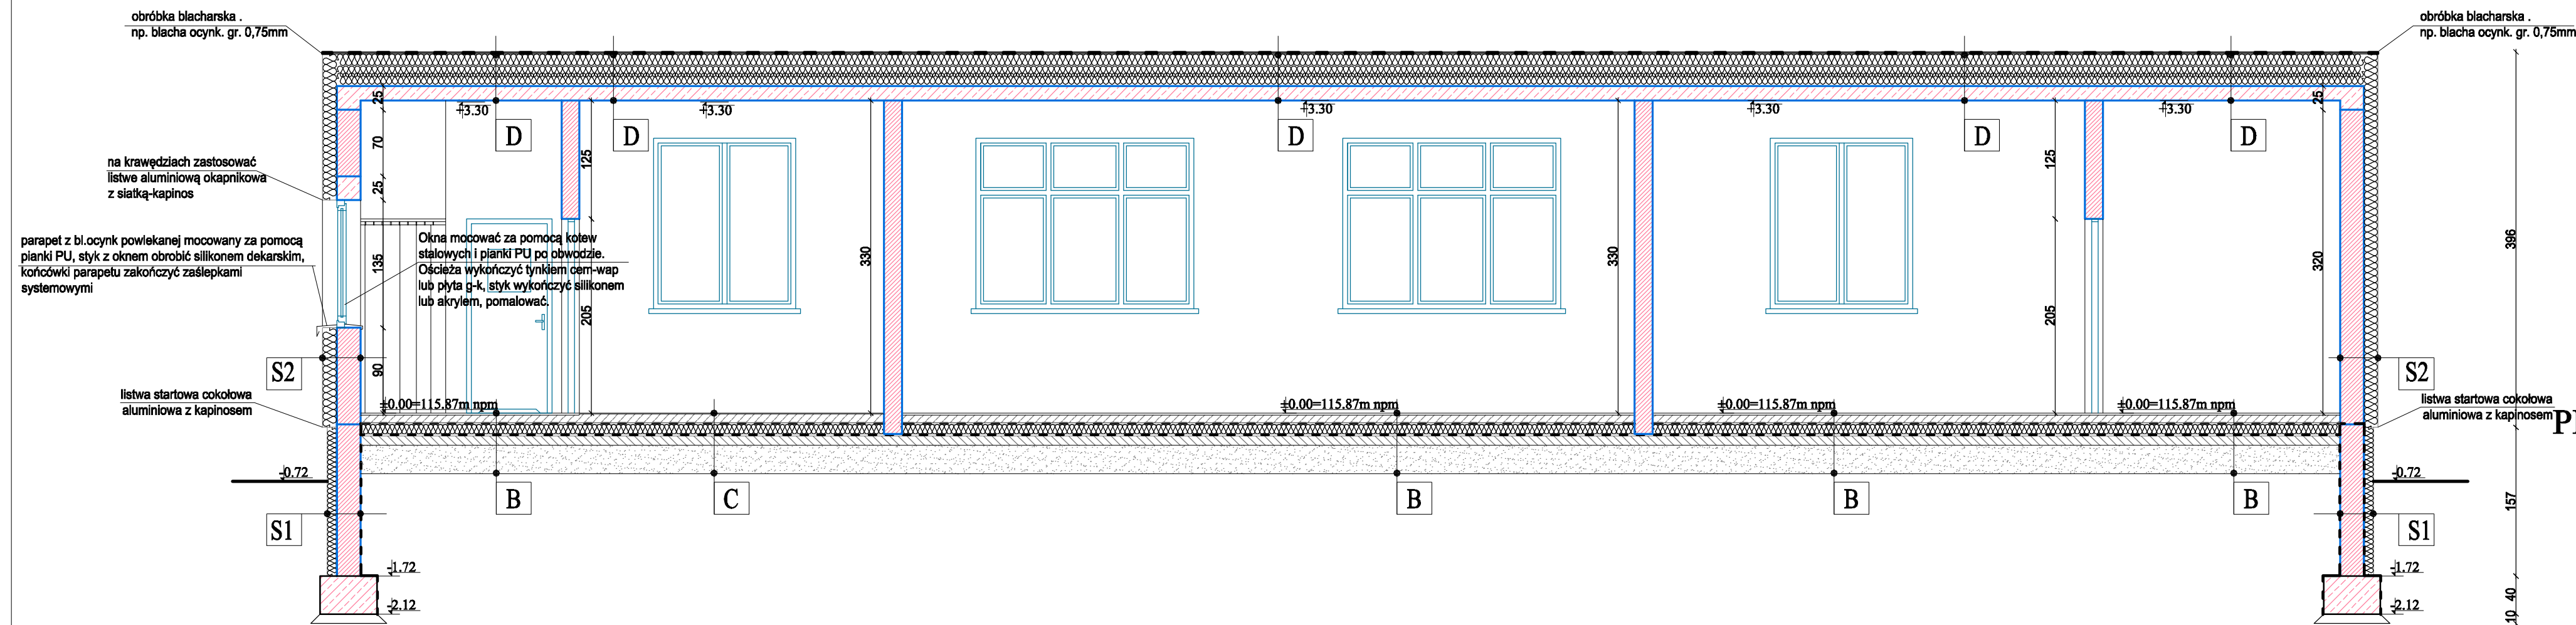 obróbka blacharska .
np. blacha ocynk. gr. 0,75mm
obróbka blacharska .
np. blacha ocynk. gr. 0,75mm
25
+3.30
+3.30
+3.30
+3.30
+3.30
25
D
D
D
D
D
70
125
125
na krawędziach zastosować
listwe aluminiową okapnikowa
z siatką-kapinos
25
parapet z bl.ocynk powlekanej mocowany za pomocą
pianki PU, styk z oknem obrobić silikonem dekarskim,
końcówki parapetu zakończyć zaślepkami
systemowymi
Okna mocować za pomocą kotew
stalowych i pianki PU po obwodzie.
Ościeża wykończyć tynkiem cem-wap
lub płyta g-k, styk wykończyć silikonem
lub akrylem, pomalować.
135
205
330
330
205
320
396
90
S2
S2
listwa startowa cokołowa
aluminiowa z kapinosem
±0.00=115.87m npm
±0.00=115.87m npm
±0.00=115.87m npm
±0.00=115.87m npm
listwa startowa cokołowa
aluminiowa z kapinosem
-0.72
-0.72
B
C
B
B
B
157
S1
S1
-1.72
-1.72
-2.12
-2.12
40
10